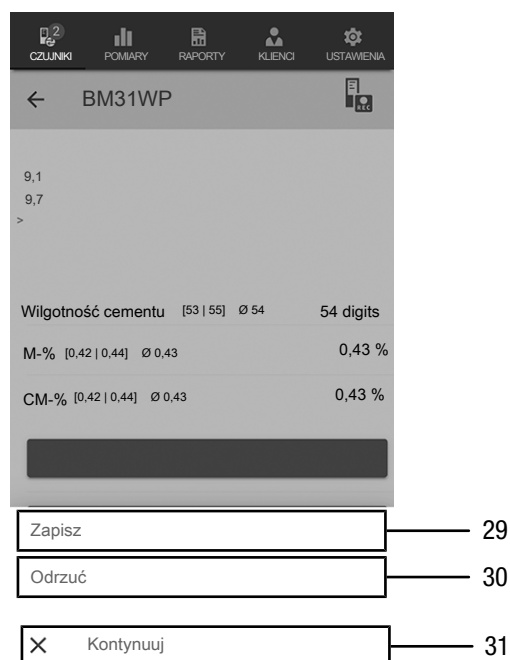 2
CZUJNIKI POMIARY RAPORTY KLIENCI USTAWIENIA
BM31WP
REC
9,1
9,7
>
Wilgotność cementu [53 | 55] Ø 54 54 digits
M-% [0,42 | 0,44] Ø 0,43 0,43 %
CM-% [0,42 | 0,44] Ø 0,43 0,43 %
Zapisz 29
Odrzuć 30
Kontynuuj 31